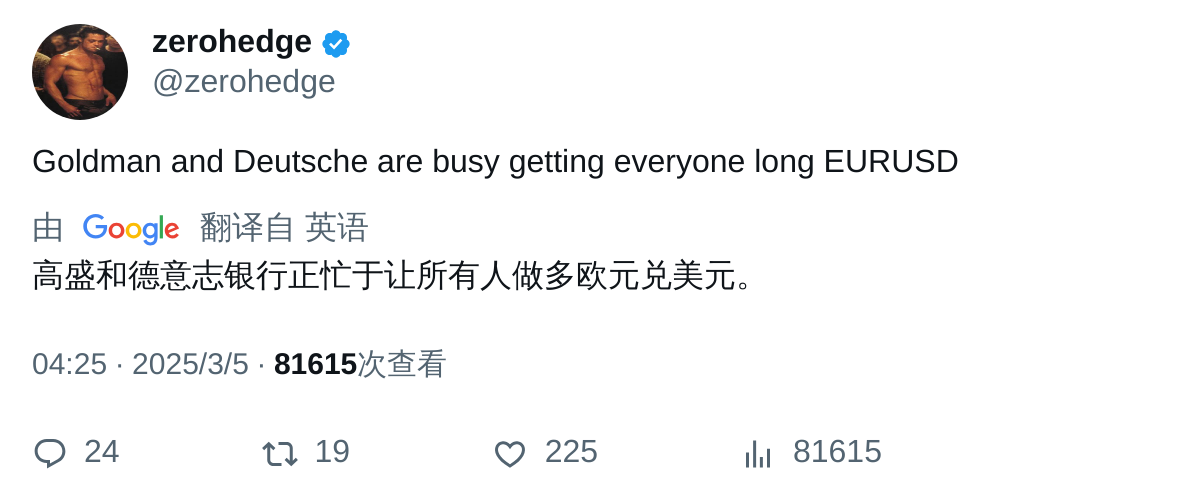 zerohedge
@zerohedge
Goldman and Deutsche are busy getting everyone long EURUSD
由 Google 翻译自 英语
高盛和德意志银行正忙于让所有人做多欧元兑美元。
04:25 · 2025/3/5 · 81615次查看
24 19 225 81615